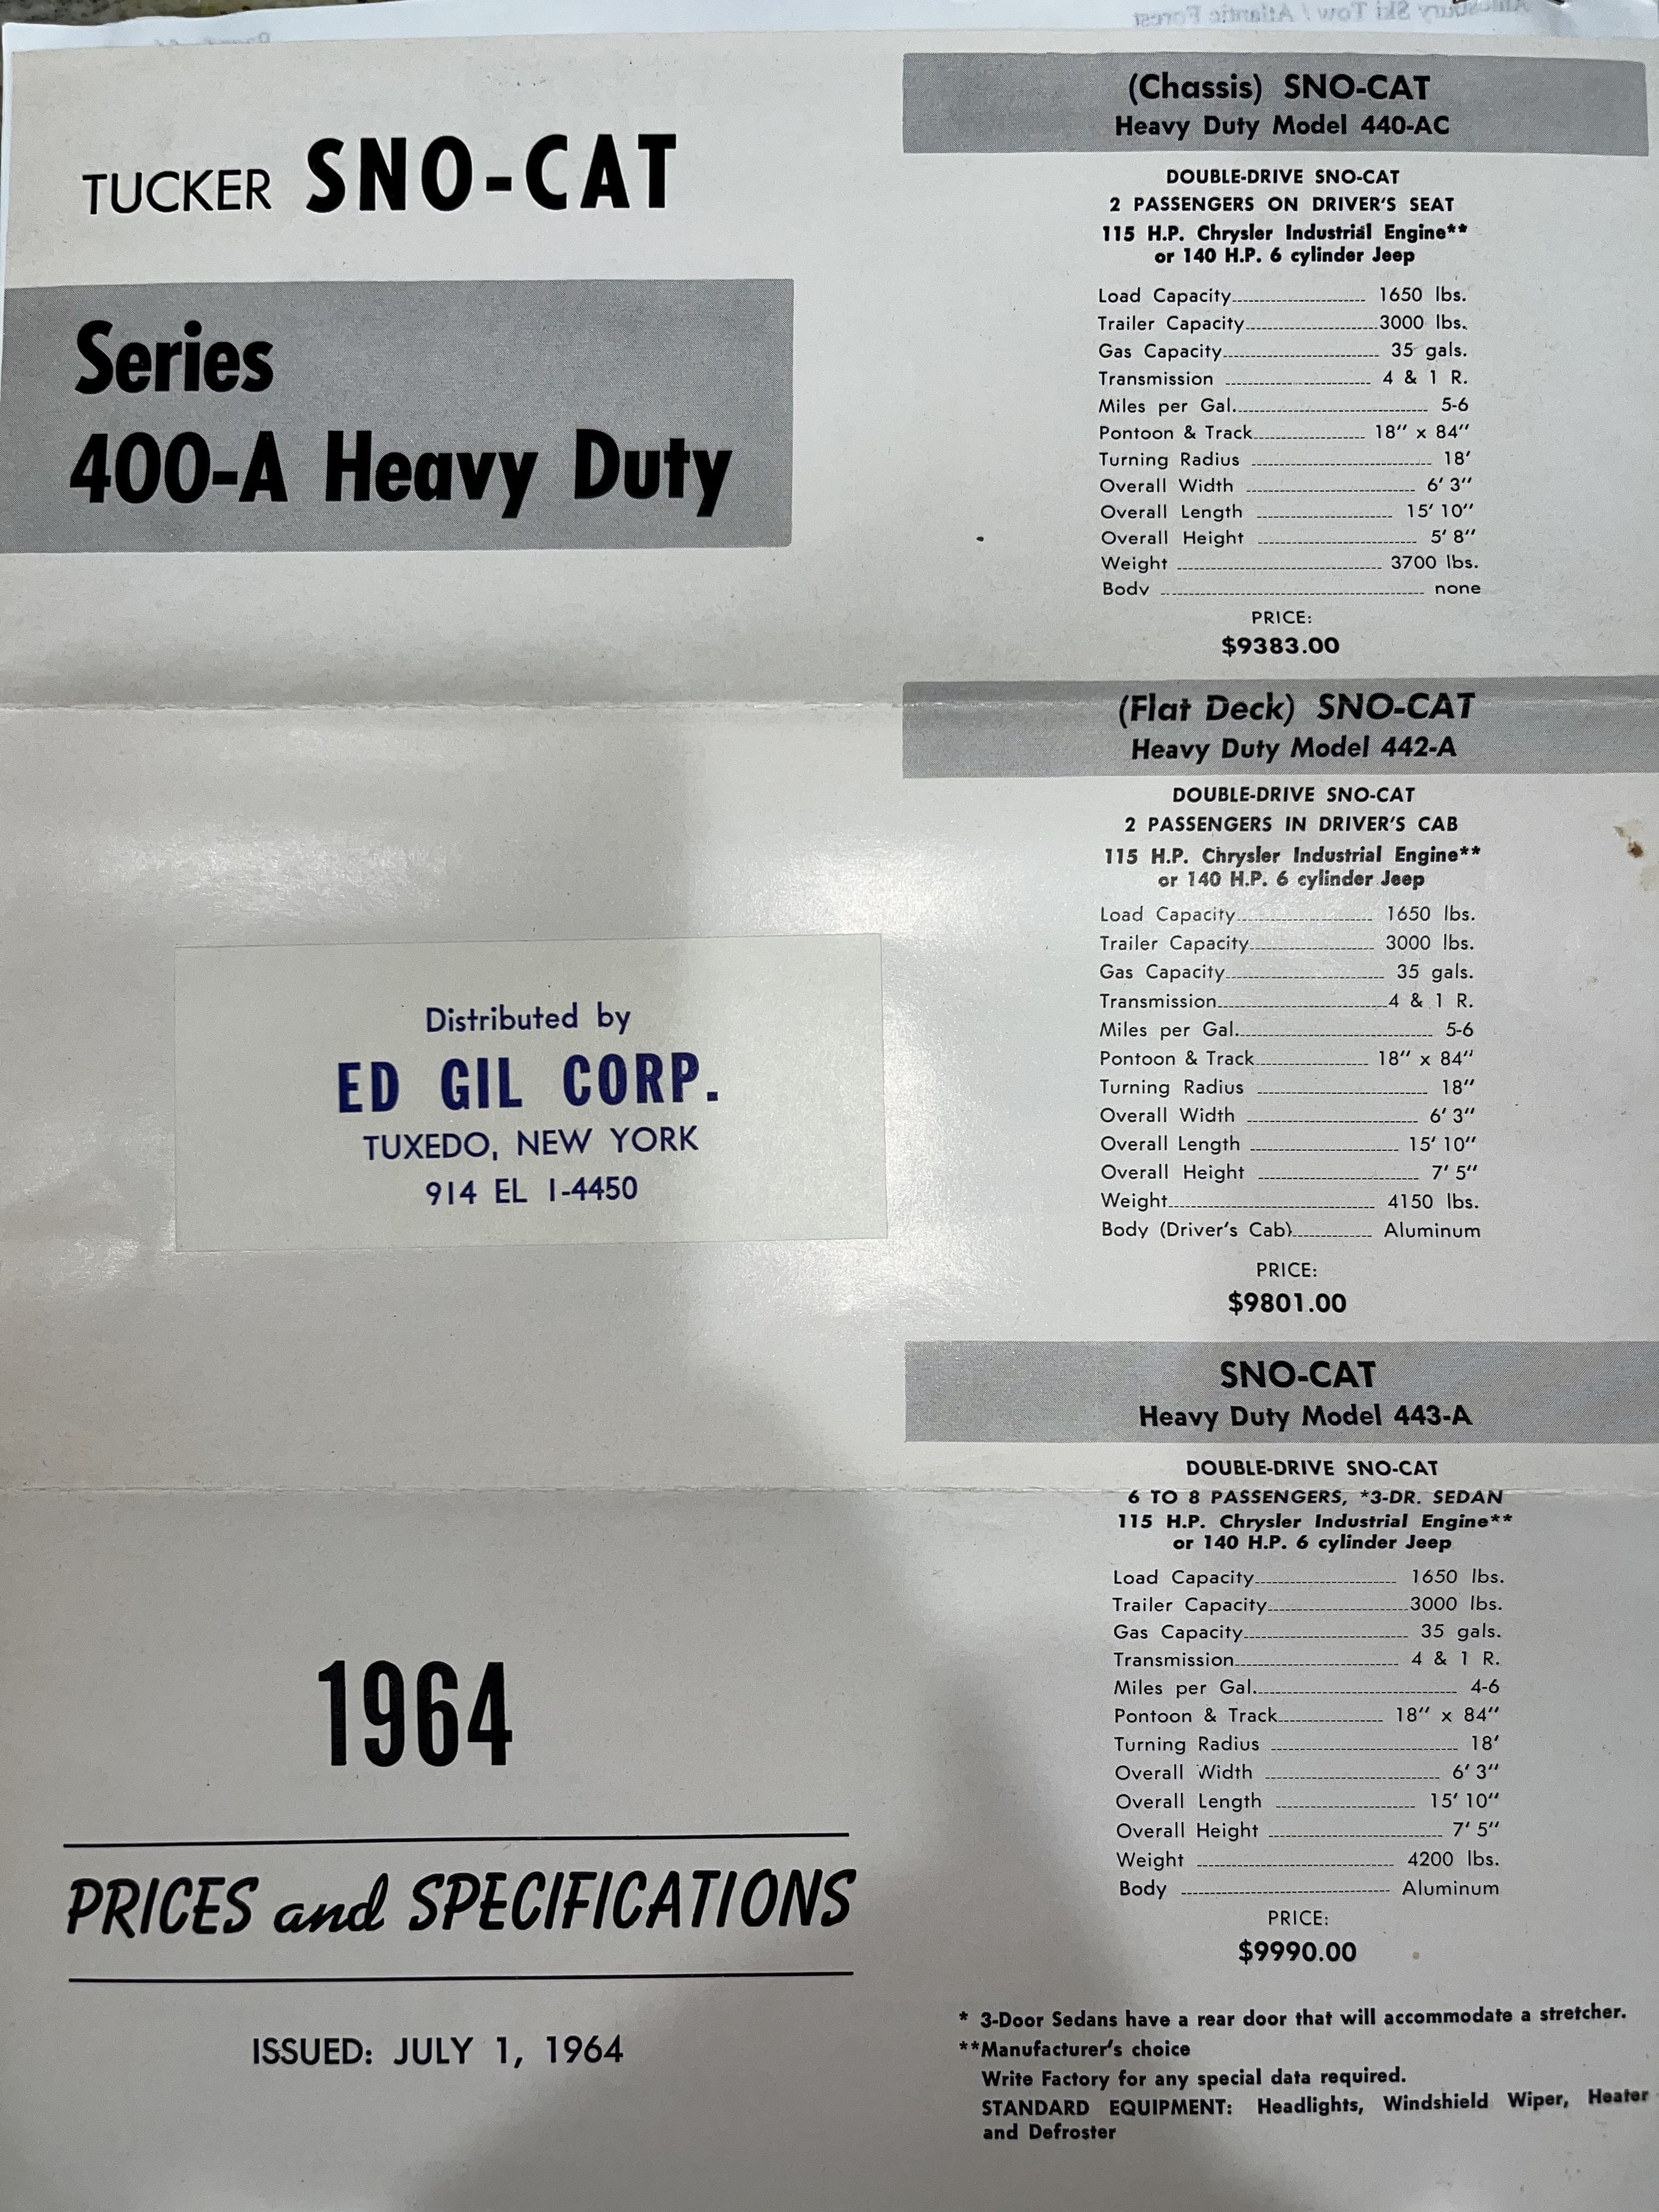 Amesbury Ski Tow / Atlantic Forest
TUCKER SNO-CAT
Series
400-A Heavy Duty
Distributed by
ED GIL CORP.
TUXEDO, NEW YORK
914 EL 1-4450
1964
PRICES and SPECIFICATIONS
ISSUED: JULY 1, 1964
(Chassis) SNO-CAT
Heavy Duty Model 440-AC
DOUBLE-DRIVE SNO-CAT
2 PASSENGERS ON DRIVER'S SEAT
115 H.P. Chrysler Industrial Engine**
or 140 H.P. 6 cylinder Jeep
Load Capacity 1650 lbs.
Trailer Capacity 3000 lbs.
Gas Capacity 35 gals.
Transmission 4 & 1 R.
Miles per Gal. 5-6
Pontoon & Track 18" x 84"
Turning Radius 18'
Overall Width 6' 3"
Overall Length 15' 10"
Overall Height 5' 8"
Weight 3700 lbs.
Body none
PRICE:
$9383.00
(Flat Deck) SNO-CAT
Heavy Duty Model 442-A
DOUBLE-DRIVE SNO-CAT
2 PASSENGERS IN DRIVER'S CAB
115 H.P. Chrysler Industrial Engine**
or 140 H.P. 6 cylinder Jeep
Load Capacity 1650 lbs.
Trailer Capacity 3000 lbs.
Gas Capacity 35 gals.
Transmission 4 & 1 R.
Miles per Gal. 5-6
Pontoon & Track 18" x 84"
Turning Radius 18"
Overall Width 6' 3"
Overall Length 15' 10"
Overall Height 7' 5"
Weight 4150 lbs.
Body (Driver's Cab) Aluminum
PRICE:
$9801.00
SNO-CAT
Heavy Duty Model 443-A
DOUBLE-DRIVE SNO-CAT
6 TO 8 PASSENGERS, *3-DR. SEDAN
115 H.P. Chrysler Industrial Engine**
or 140 H.P. 6 cylinder Jeep
Load Capacity 1650 lbs.
Trailer Capacity 3000 lbs.
Gas Capacity 35 gals.
Transmission 4 & 1 R.
Miles per Gal. 4-6
Pontoon & Track 18" x 84"
Turning Radius 18'
Overall Width 6' 3"
Overall Length 15' 10"
Overall Height 7' 5"
Weight 4200 lbs.
Body Aluminum
PRICE:
$9990.00
* 3-Door Sedans have a rear door that will accommodate a stretcher.
**Manufacturer's choice
Write Factory for any special data required.
STANDARD EQUIPMENT: Headlights, Windshield Wiper, Heater
and Defroster